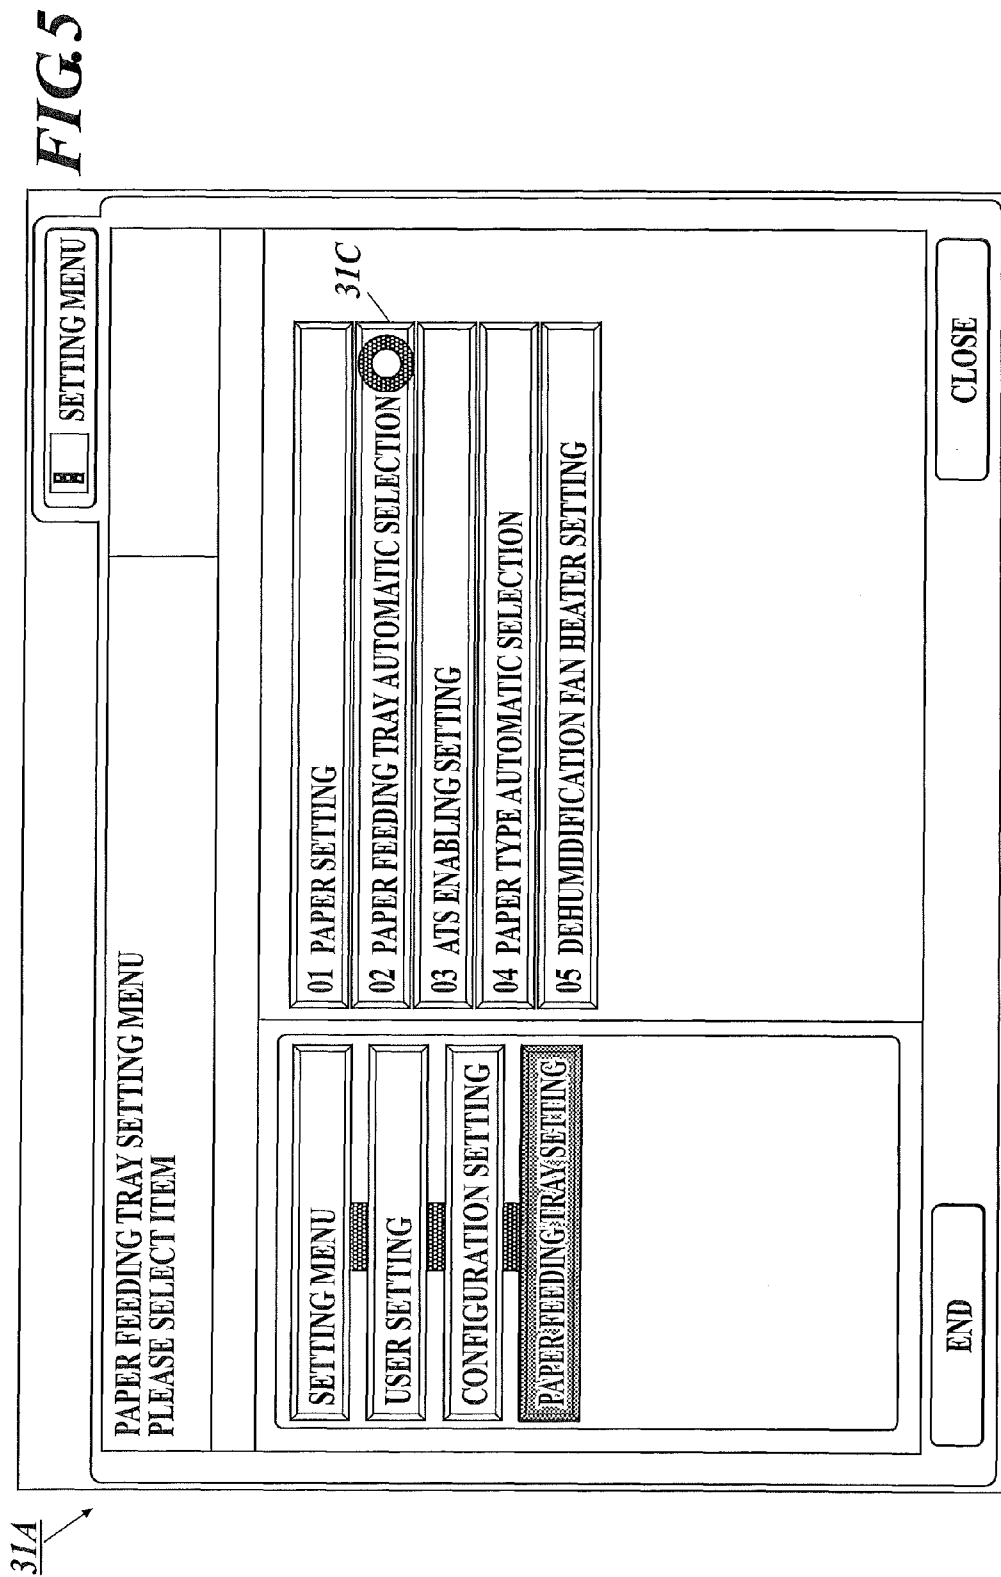 FIG.5
31A
SETTING MENU
PAPER FEEDING TRAY SETTING MENU
PLEASE SELECT ITEM
SETTING MENU
USER SETTING
CONFIGURATION SETTING
PAPER FEEDING TRAY SETTING
31C
01 PAPER SETTING
02 PAPER FEEDING TRAY AUTOMATIC SELECTION
03 ATS ENABLING SETTING
04 PAPER TYPE AUTOMATIC SELECTION
05 DEHUMIDIFICATION FAN HEATER SETTING
END
CLOSE